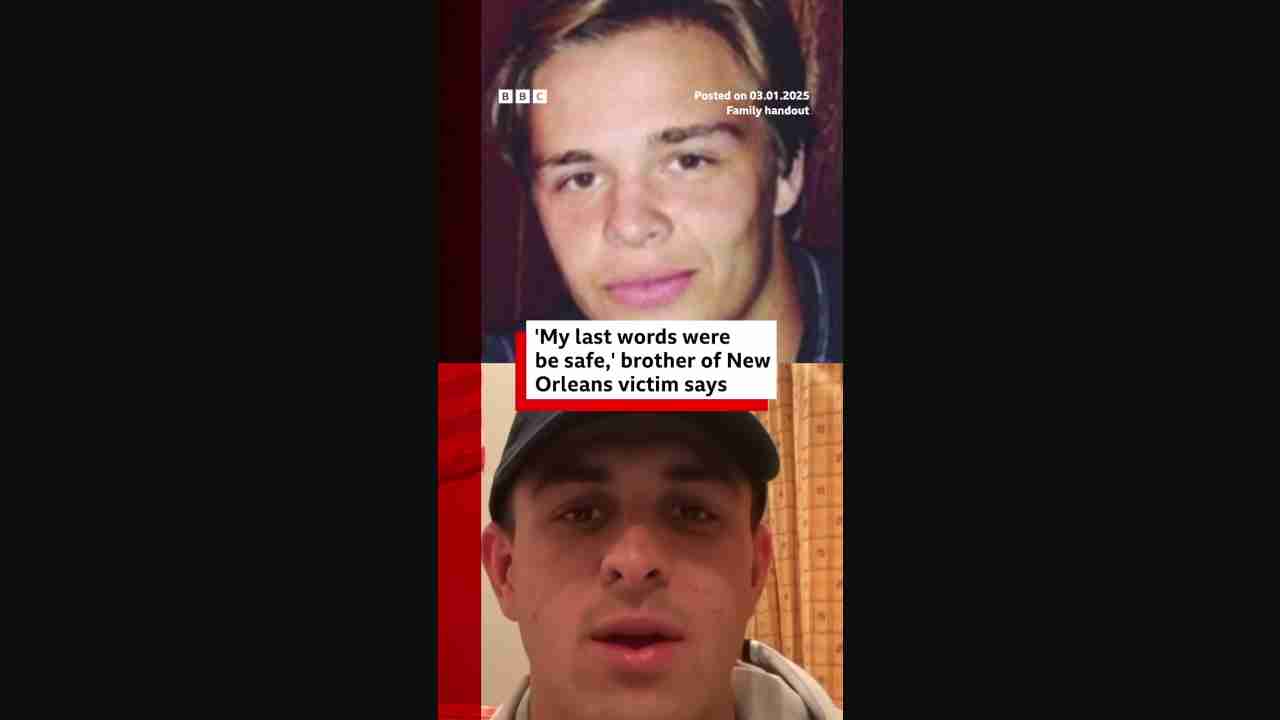 BBC
Posted on 03.01.2025
Family handout
'My last words were
be safe,' brother of New
Orleans victim says